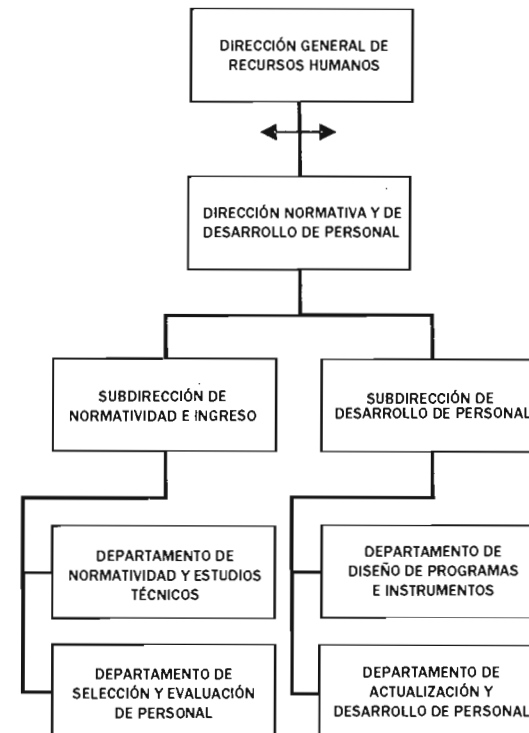 DIRECCIÓN GENERAL DE
RECURSOS HUMANOS
DIRECCIÓN NORMATIVA Y DE
DESARROLLO DE PERSONAL
SUBDIRECCIÓN DE
NORMATIVIDAD E INGRESO
SUBDIRECCIÓN DE
DESARROLLO DE PERSONAL
DEPARTAMENTO DE
NORMATIVIDAD Y ESTUDIOS
TÉCNICOS
DEPARTAMENTO DE
DISEÑO DE PROGRAMAS
E INSTRUMENTOS
DEPARTAMENTO DE
SELECCIÓN Y EVALUACIÓN
DE PERSONAL
DEPARTAMENTO DE
ACTUALIZACIÓN Y
DESARROLLO DE PERSONAL